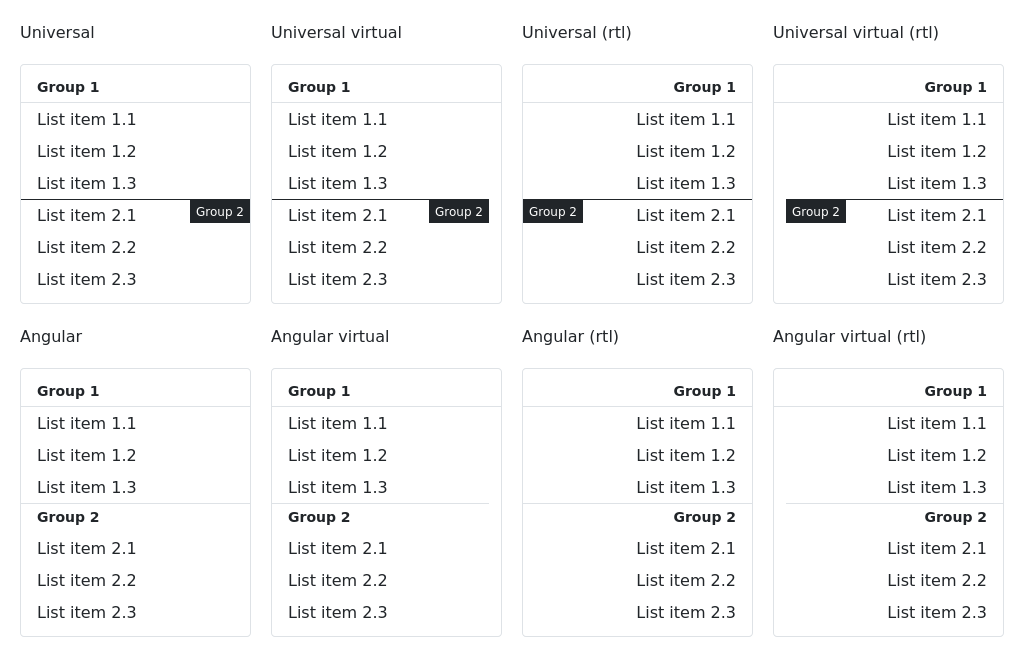 Universal
Group 1
List item 1.1
List item 1.2
List item 1.3
List item 2.1 Group 2
List item 2.2
List item 2.3
Universal virtual
Group 1
List item 1.1
List item 1.2
List item 1.3
List item 2.1 Group 2
List item 2.2
List item 2.3
Universal (rtl)
Group 1
List item 1.1
List item 1.2
List item 1.3
Group 2 List item 2.1
List item 2.2
List item 2.3
Universal virtual (rtl)
Group 1
List item 1.1
List item 1.2
List item 1.3
Group 2 List item 2.1
List item 2.2
List item 2.3
Angular
Group 1
List item 1.1
List item 1.2
List item 1.3
Group 2
List item 2.1
List item 2.2
List item 2.3
Angular virtual
Group 1
List item 1.1
List item 1.2
List item 1.3
Group 2
List item 2.1
List item 2.2
List item 2.3
Angular (rtl)
Group 1
List item 1.1
List item 1.2
List item 1.3
Group 2
List item 2.1
List item 2.2
List item 2.3
Angular virtual (rtl)
Group 1
List item 1.1
List item 1.2
List item 1.3
Group 2
List item 2.1
List item 2.2
List item 2.3